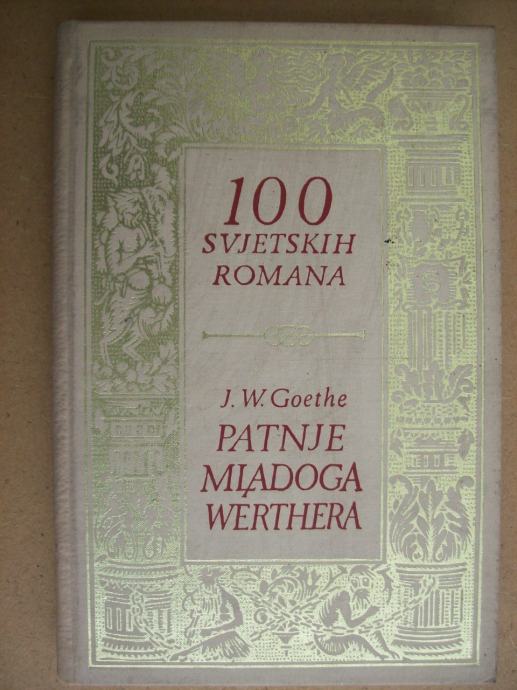 100
SVJETSKIH
ROMANA
J. W. Goethe
PATNJE
MLADOGA
WERTHERA